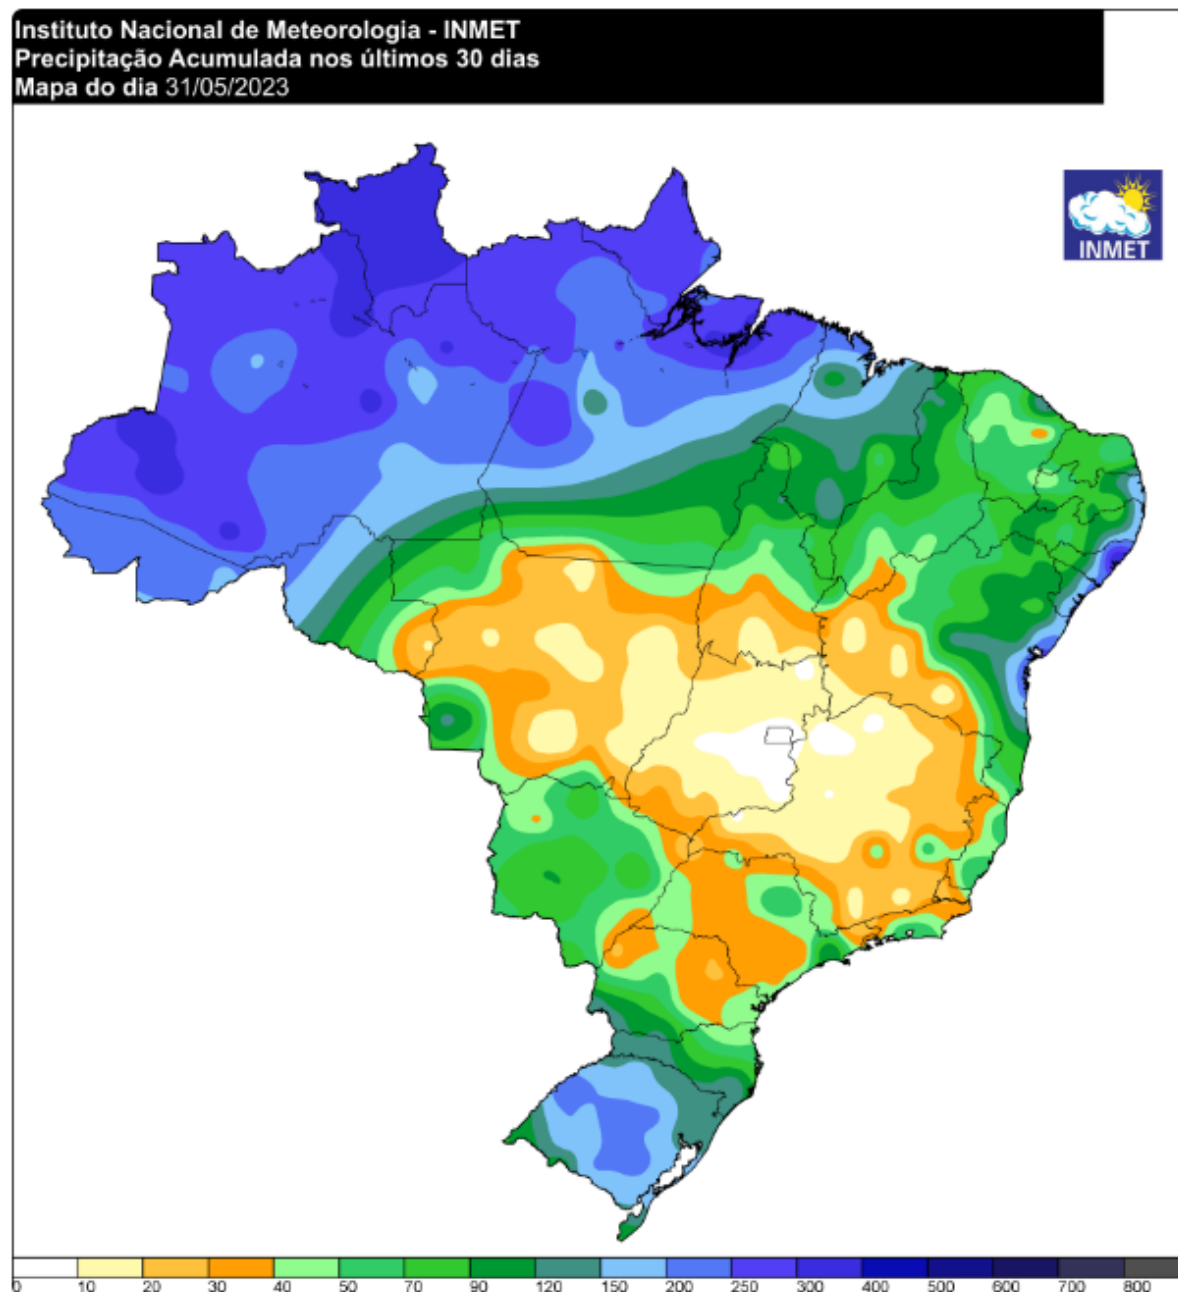 Instituto Nacional de Meteorologia - INMET
Precipitação Acumulada nos últimos 30 dias
Mapa do dia 31/05/2023
INMET
0 10 20 30 40 50 70 90 120 150 200 250 300 400 500 600 700 800